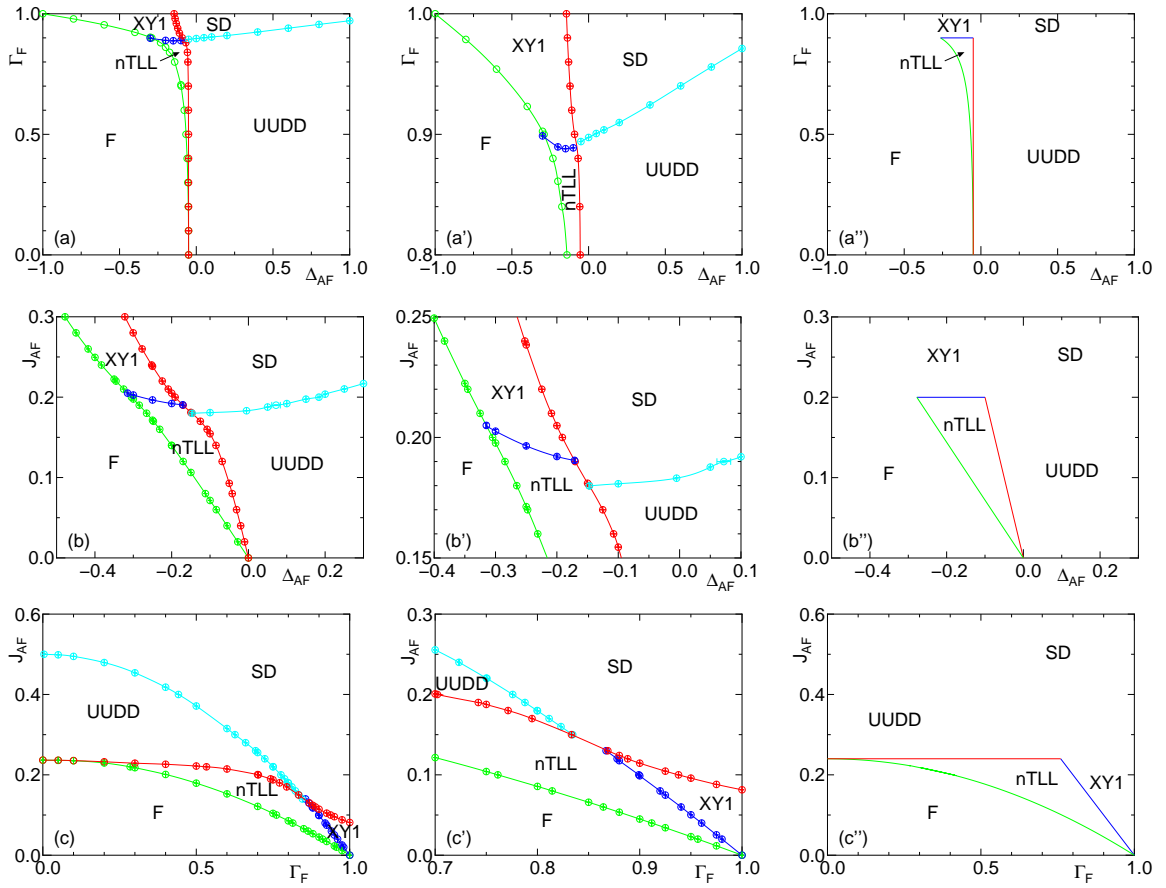 1.0
0.5
0.0
Γ_F
XY1
SD
nTLL
F
UUDD
(a)
−1.0
−0.5
0.0
0.5
1.0
Δ_AF
1.0
0.9
0.8
Γ_F
XY1
SD
F
nTLL
UUDD
(a')
−1.0
−0.5
0.0
0.5
1.0
Δ_AF
1.0
0.5
0.0
Γ_F
XY1
SD
nTLL
F
UUDD
(a'')
−1.0
−0.5
0.0
0.5
1.0
Δ_AF
0.3
0.2
0.1
0.0
J_AF
XY1
SD
nTLL
F
UUDD
(b)
−0.4
−0.2
0.0
0.2
Δ_AF
0.25
0.20
0.15
J_AF
XY1
SD
F
nTLL
UUDD
(b')
−0.4
−0.3
−0.2
−0.1
0.0
0.1
Δ_AF
0.3
0.2
0.1
0.0
J_AF
XY1
SD
nTLL
F
UUDD
(b'')
−0.4
−0.2
0.0
0.2
Δ_AF
0.8
0.6
0.4
0.2
0.0
J_AF
SD
UUDD
nTLL
F
XY1
(c)
0.0
0.5
1.0
Γ_F
0.3
0.2
0.1
0.0
J_AF
SD
UUDD
nTLL
XY1
F
(c')
0.7
0.8
0.9
1.0
Γ_F
0.6
0.4
0.2
0.0
J_AF
SD
UUDD
nTLL
XY1
F
(c'')
0.0
0.5
1.0
Γ_F